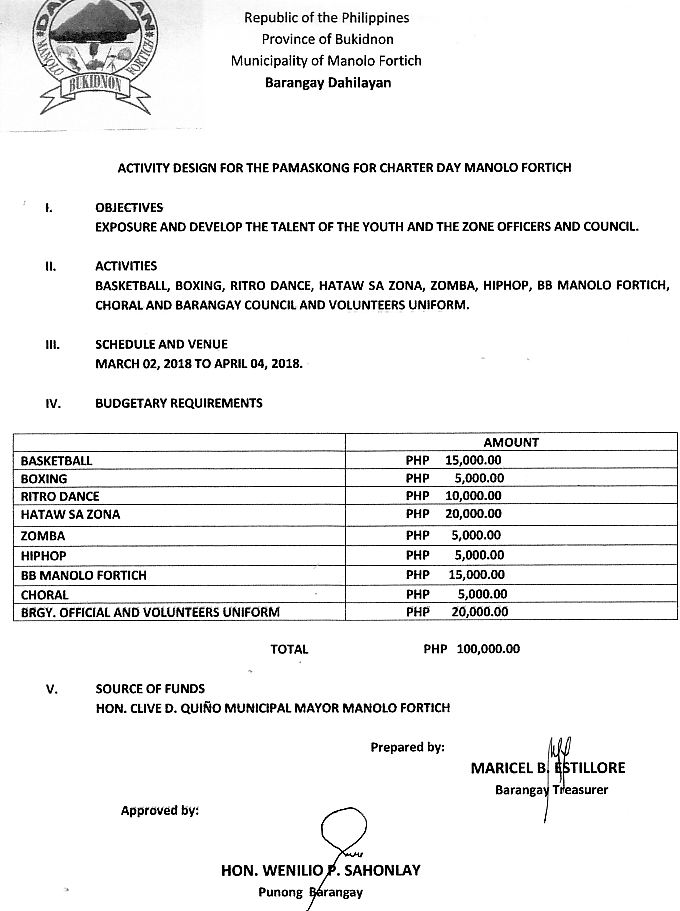 Republic of the Philippines
Province of Bukidnon
Municipality of Manolo Fortich
Barangay Dahilayan
MANOLO FORTICH
BUKIDNON
ACTIVITY DESIGN FOR THE PAMASKONG FOR CHARTER DAY MANOLO FORTICH
I. OBJECTIVES
EXPOSURE AND DEVELOP THE TALENT OF THE YOUTH AND THE ZONE OFFICERS AND COUNCIL.
II. ACTIVITIES
BASKETBALL, BOXING, RITRO DANCE, HATAW SA ZONA, ZOMBA, HIPHOP, BB MANOLO FORTICH,
CHORAL AND BARANGAY COUNCIL AND VOLUNTEERS UNIFORM.
III. SCHEDULE AND VENUE
MARCH 02, 2018 TO APRIL 04, 2018.
IV. BUDGETARY REQUIREMENTS
AMOUNT
BASKETBALL PHP 15,000.00
BOXING PHP 5,000.00
RITRO DANCE PHP 10,000.00
HATAW SA ZONA PHP 20,000.00
ZOMBA PHP 5,000.00
HIPHOP PHP 5,000.00
BB MANOLO FORTICH PHP 15,000.00
CHORAL PHP 5,000.00
BRGY. OFFICIAL AND VOLUNTEERS UNIFORM PHP 20,000.00
TOTAL PHP 100,000.00
V. SOURCE OF FUNDS
HON. CLIVE D. QUIÑO MUNICIPAL MAYOR MANOLO FORTICH
Prepared by:
MARICEL B. ESTILLORE
Barangay Treasurer
Approved by:
HON. WENILIO P. SAHONLAY
Punong Barangay